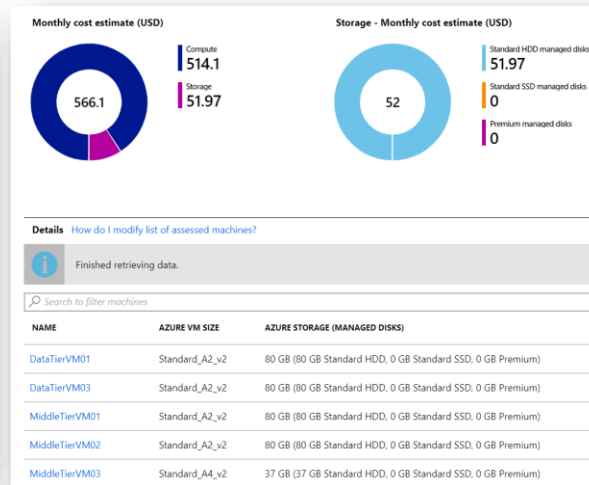 Monthly cost estimate (USD)
Storage - Monthly cost estimate (USD)
566.1
Compute
514.1
Storage
51.97
52
Standard HDD managed disks
51.97
Standard SSD managed disks
0
Premium managed disks
0
Details How do I modify list of assessed machines?
i Finished retrieving data.
Search to filter machines
NAME AZURE VM SIZE AZURE STORAGE (MANAGED DISKS)
DataTierVM01 Standard_A2_v2 80 GB (80 GB Standard HDD, 0 GB Standard SSD, 0 GB Premium)
DataTierVM03 Standard_A2_v2 80 GB (80 GB Standard HDD, 0 GB Standard SSD, 0 GB Premium)
MiddleTierVM01 Standard_A2_v2 80 GB (80 GB Standard HDD, 0 GB Standard SSD, 0 GB Premium)
MiddleTierVM02 Standard_A2_v2 80 GB (80 GB Standard HDD, 0 GB Standard SSD, 0 GB Premium)
MiddleTierVM03 Standard_A4_v2 37 GB (37 GB Standard HDD, 0 GB Standard SSD, 0 GB Premium)